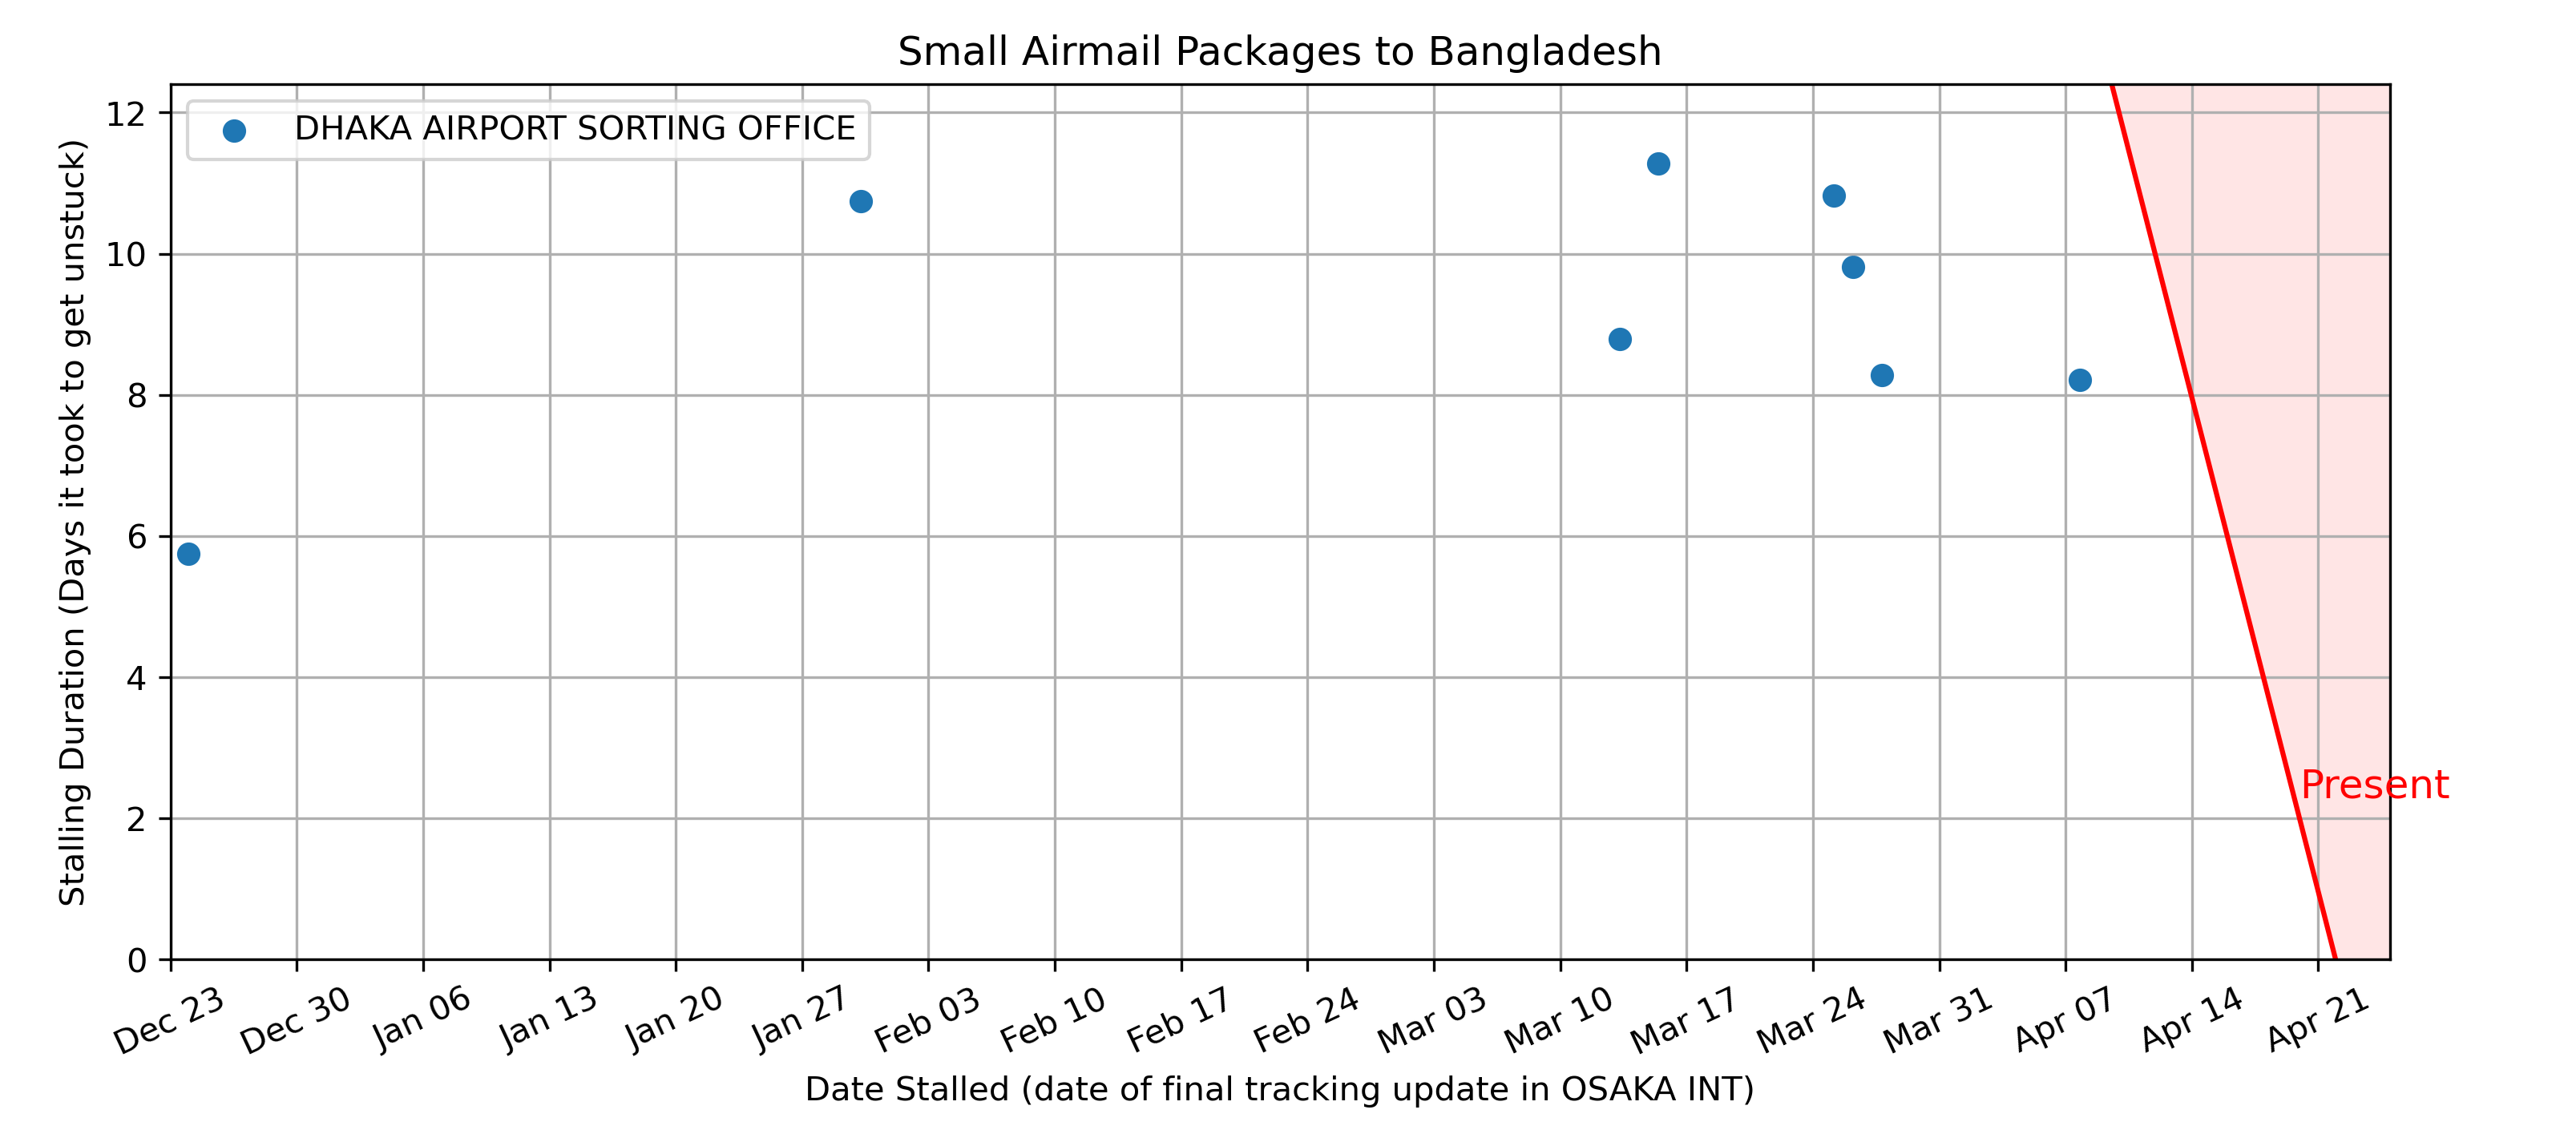 Small Airmail Packages to Bangladesh
DHAKA AIRPORT SORTING OFFICE
Stalling Duration (Days it took to get unstuck)
12
10
8
6
4
2
0
Present
Dec 23
Dec 30
Jan 06
Jan 13
Jan 20
Jan 27
Feb 03
Feb 10
Feb 17
Feb 24
Mar 03
Mar 10
Mar 17
Mar 24
Mar 31
Apr 07
Apr 14
Apr 21
Date Stalled (date of final tracking update in OSAKA INT)